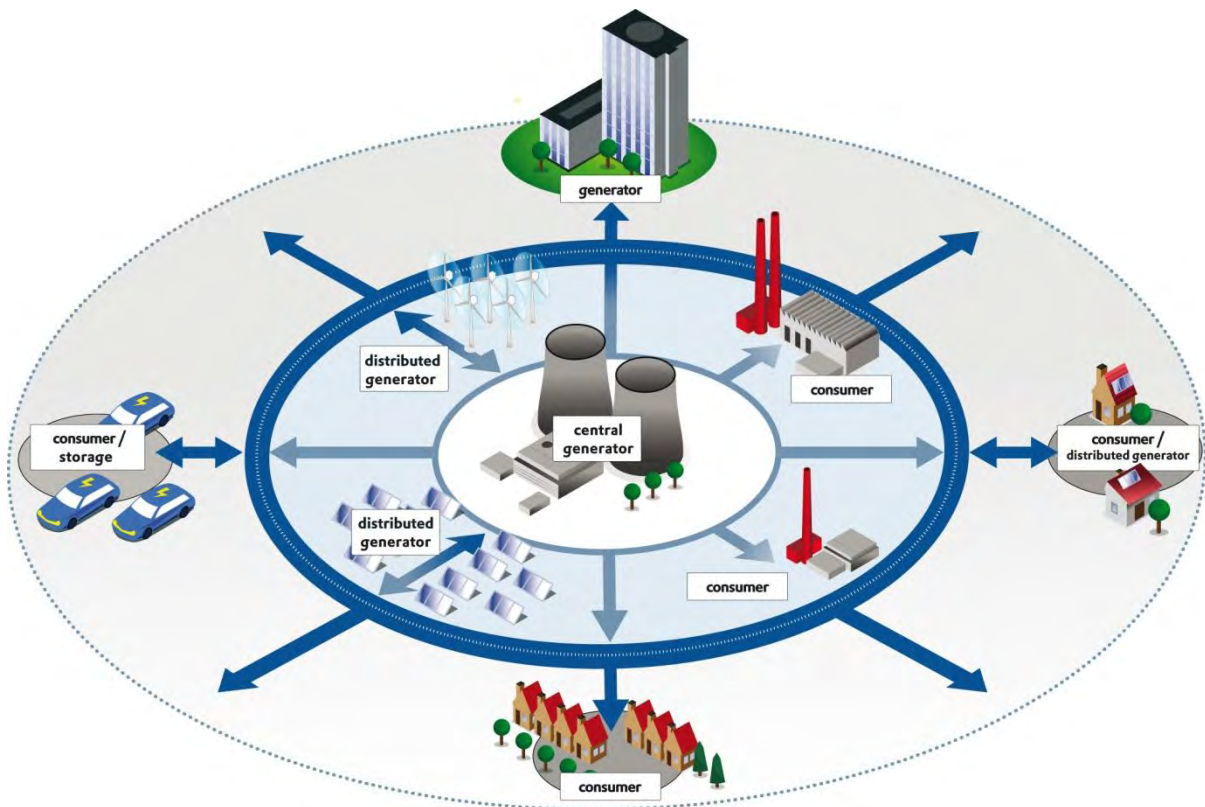 generator
distributed
generator
consumer
central
generator
consumer /
storage
consumer /
distributed generator
distributed
generator
consumer
consumer